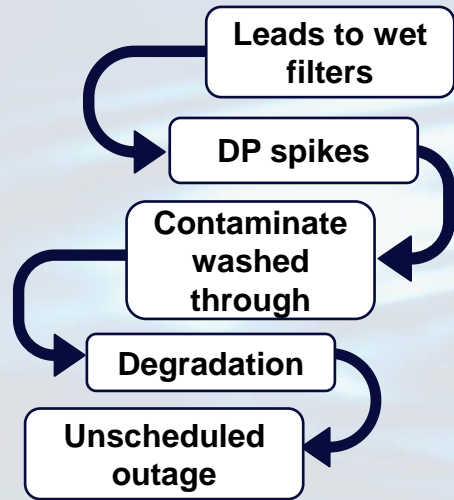 Leads to wet
filters
DP spikes
Contaminate
washed
through
Degradation
Unscheduled
outage